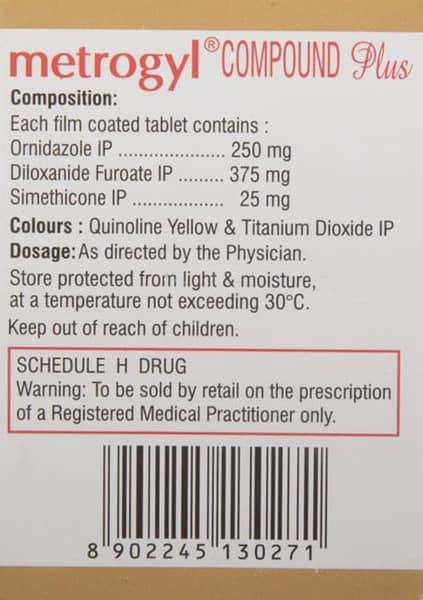 metrogyl® COMPOUND Plus
Composition:
Each film coated tablet contains :
Ornidazole IP .................... 250 mg
Diloxanide Furoate IP ......... 375 mg
Simethicone IP .................. 25 mg
Colours : Quinoline Yellow & Titanium Dioxide IP
Dosage: As directed by the Physician.
Store protected from light & moisture,
at a temperature not exceeding 30°C.
Keep out of reach of children.
SCHEDULE H DRUG
Warning: To be sold by retail on the prescription
of a Registered Medical Practitioner only.
8 902245 130271